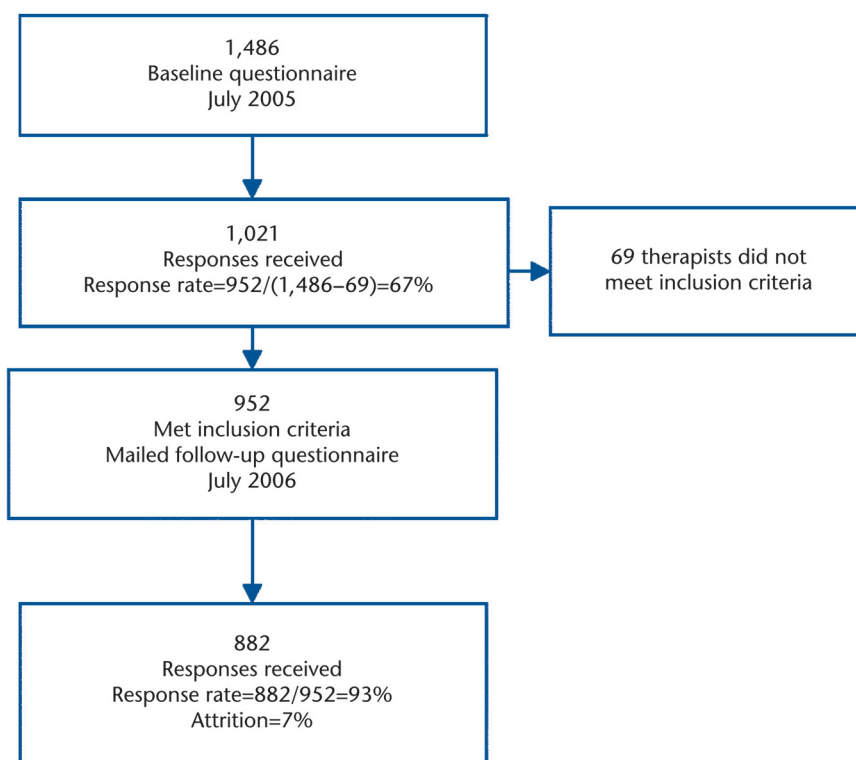 1,486
Baseline questionnaire
July 2005
1,021
Responses received
Response rate=952/(1,486–69)=67%
69 therapists did not
meet inclusion criteria
952
Met inclusion criteria
Mailed follow-up questionnaire
July 2006
882
Responses received
Response rate=882/952=93%
Attrition=7%